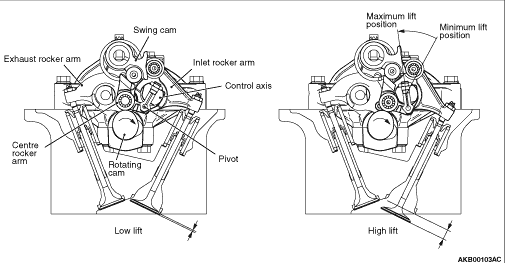 Swing cam
Exhaust rocker arm
Inlet rocker arm
Control axis
Centre
rocker
arm
Rotating
cam
Pivot
Low lift
Maximum lift
position
Minimum lift
position
High lift
AKB00103AC